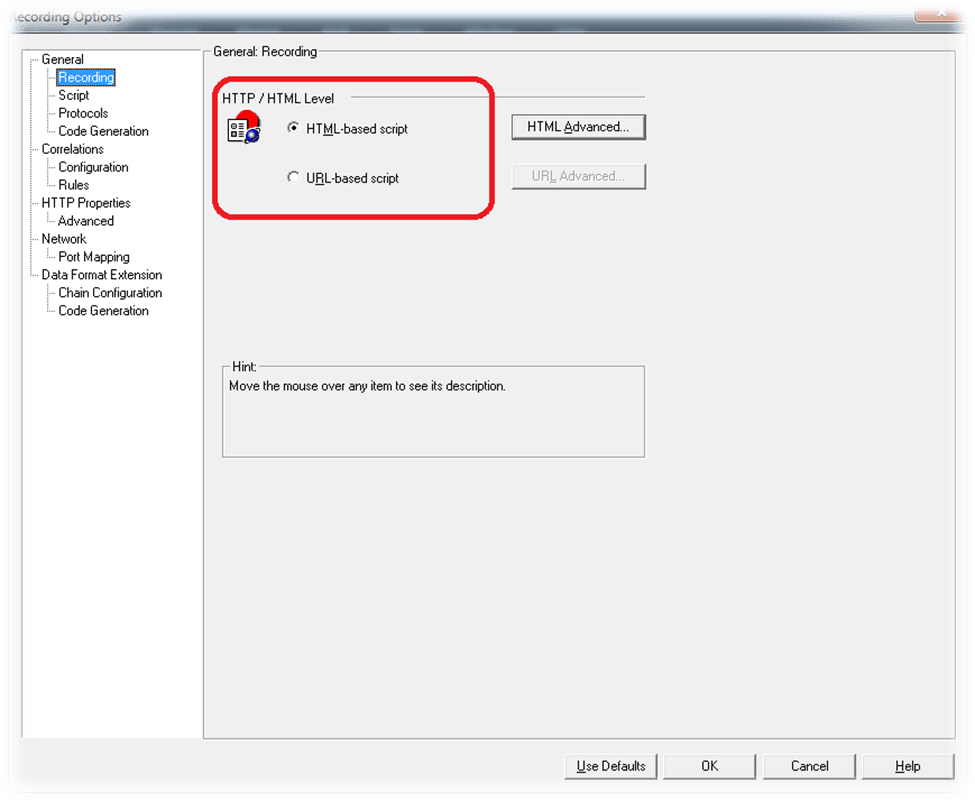 Recording Options
General
Recording
Script
Protocols
Code Generation
Correlations
Configuration
Rules
HTTP Properties
Advanced
Network
Port Mapping
Data Format Extension
Chain Configuration
Code Generation
General: Recording
HTTP / HTML Level
HTML-based script
HTML Advanced...
URL-based script
URL Advanced...
Hint:
Move the mouse over any item to see its description.
Use Defaults
OK
Cancel
Help